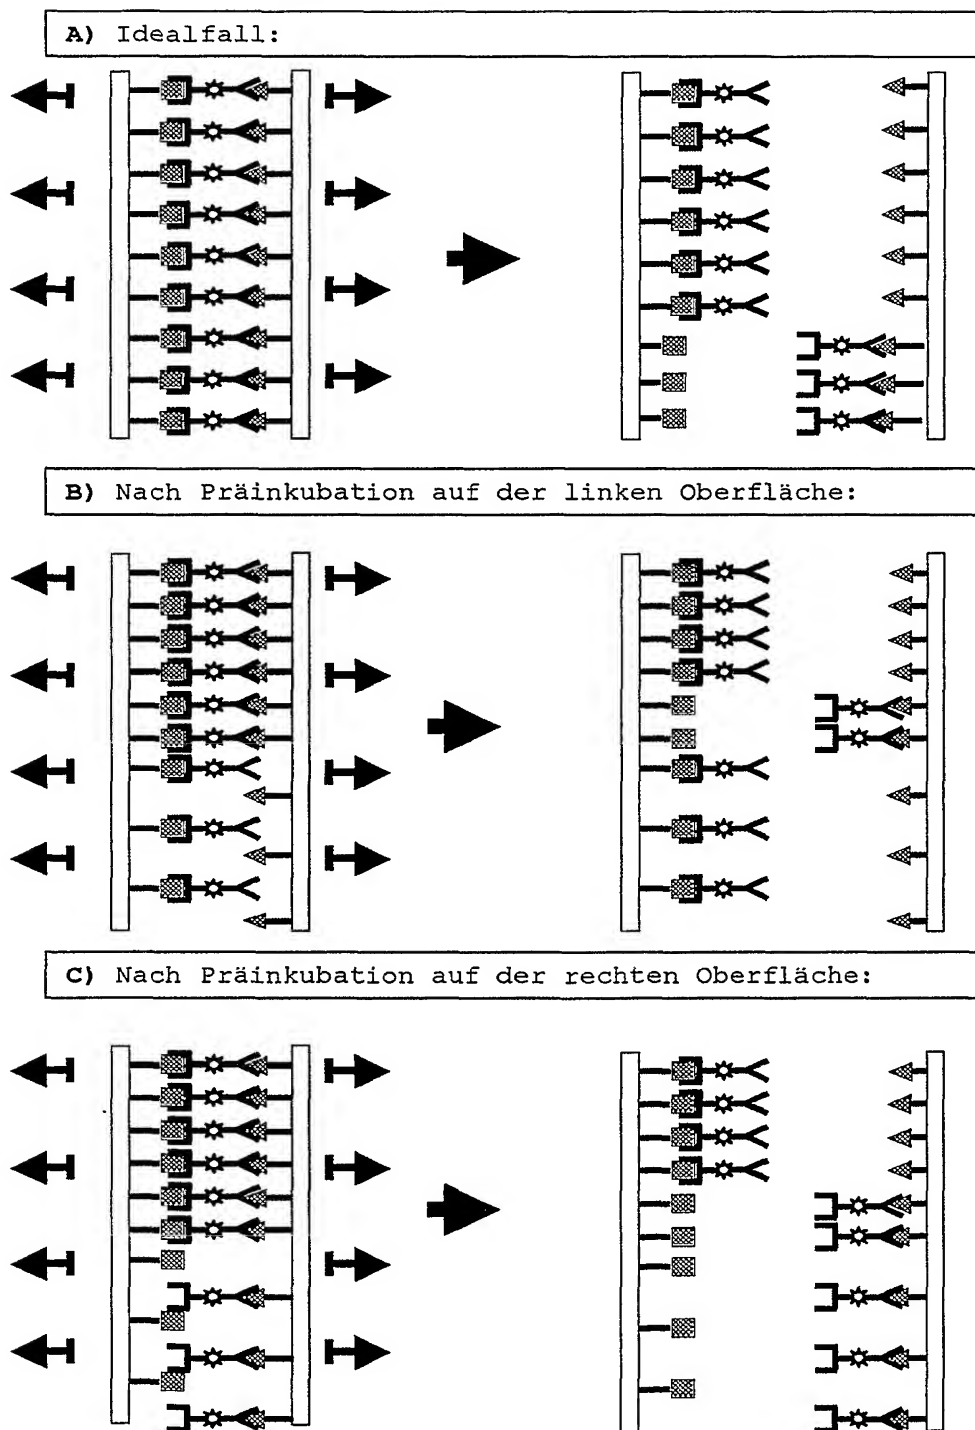 A) Idealfall:
B) Nach Präinkubation auf der linken Oberfläche:
C) Nach Präinkubation auf der rechten Oberfläche: